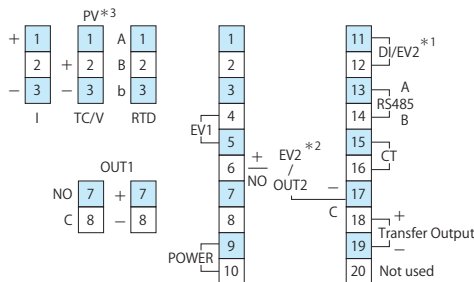 PV*3
+ 1 1 A 1 1 11
DI/EV2*1
2 + 2 B 2 2 12
− 3 − 3 b 3 3 13 A
RS485
I TC/V RTD 4 14 B
EV1
5 15
CT
OUT1 6 + NO EV2*2 / OUT2 16
NO 7 + 7 7 − C 17
C 8 − 8 8 18 +
Transfer Output
POWER 9 19 −
10 20 Not used